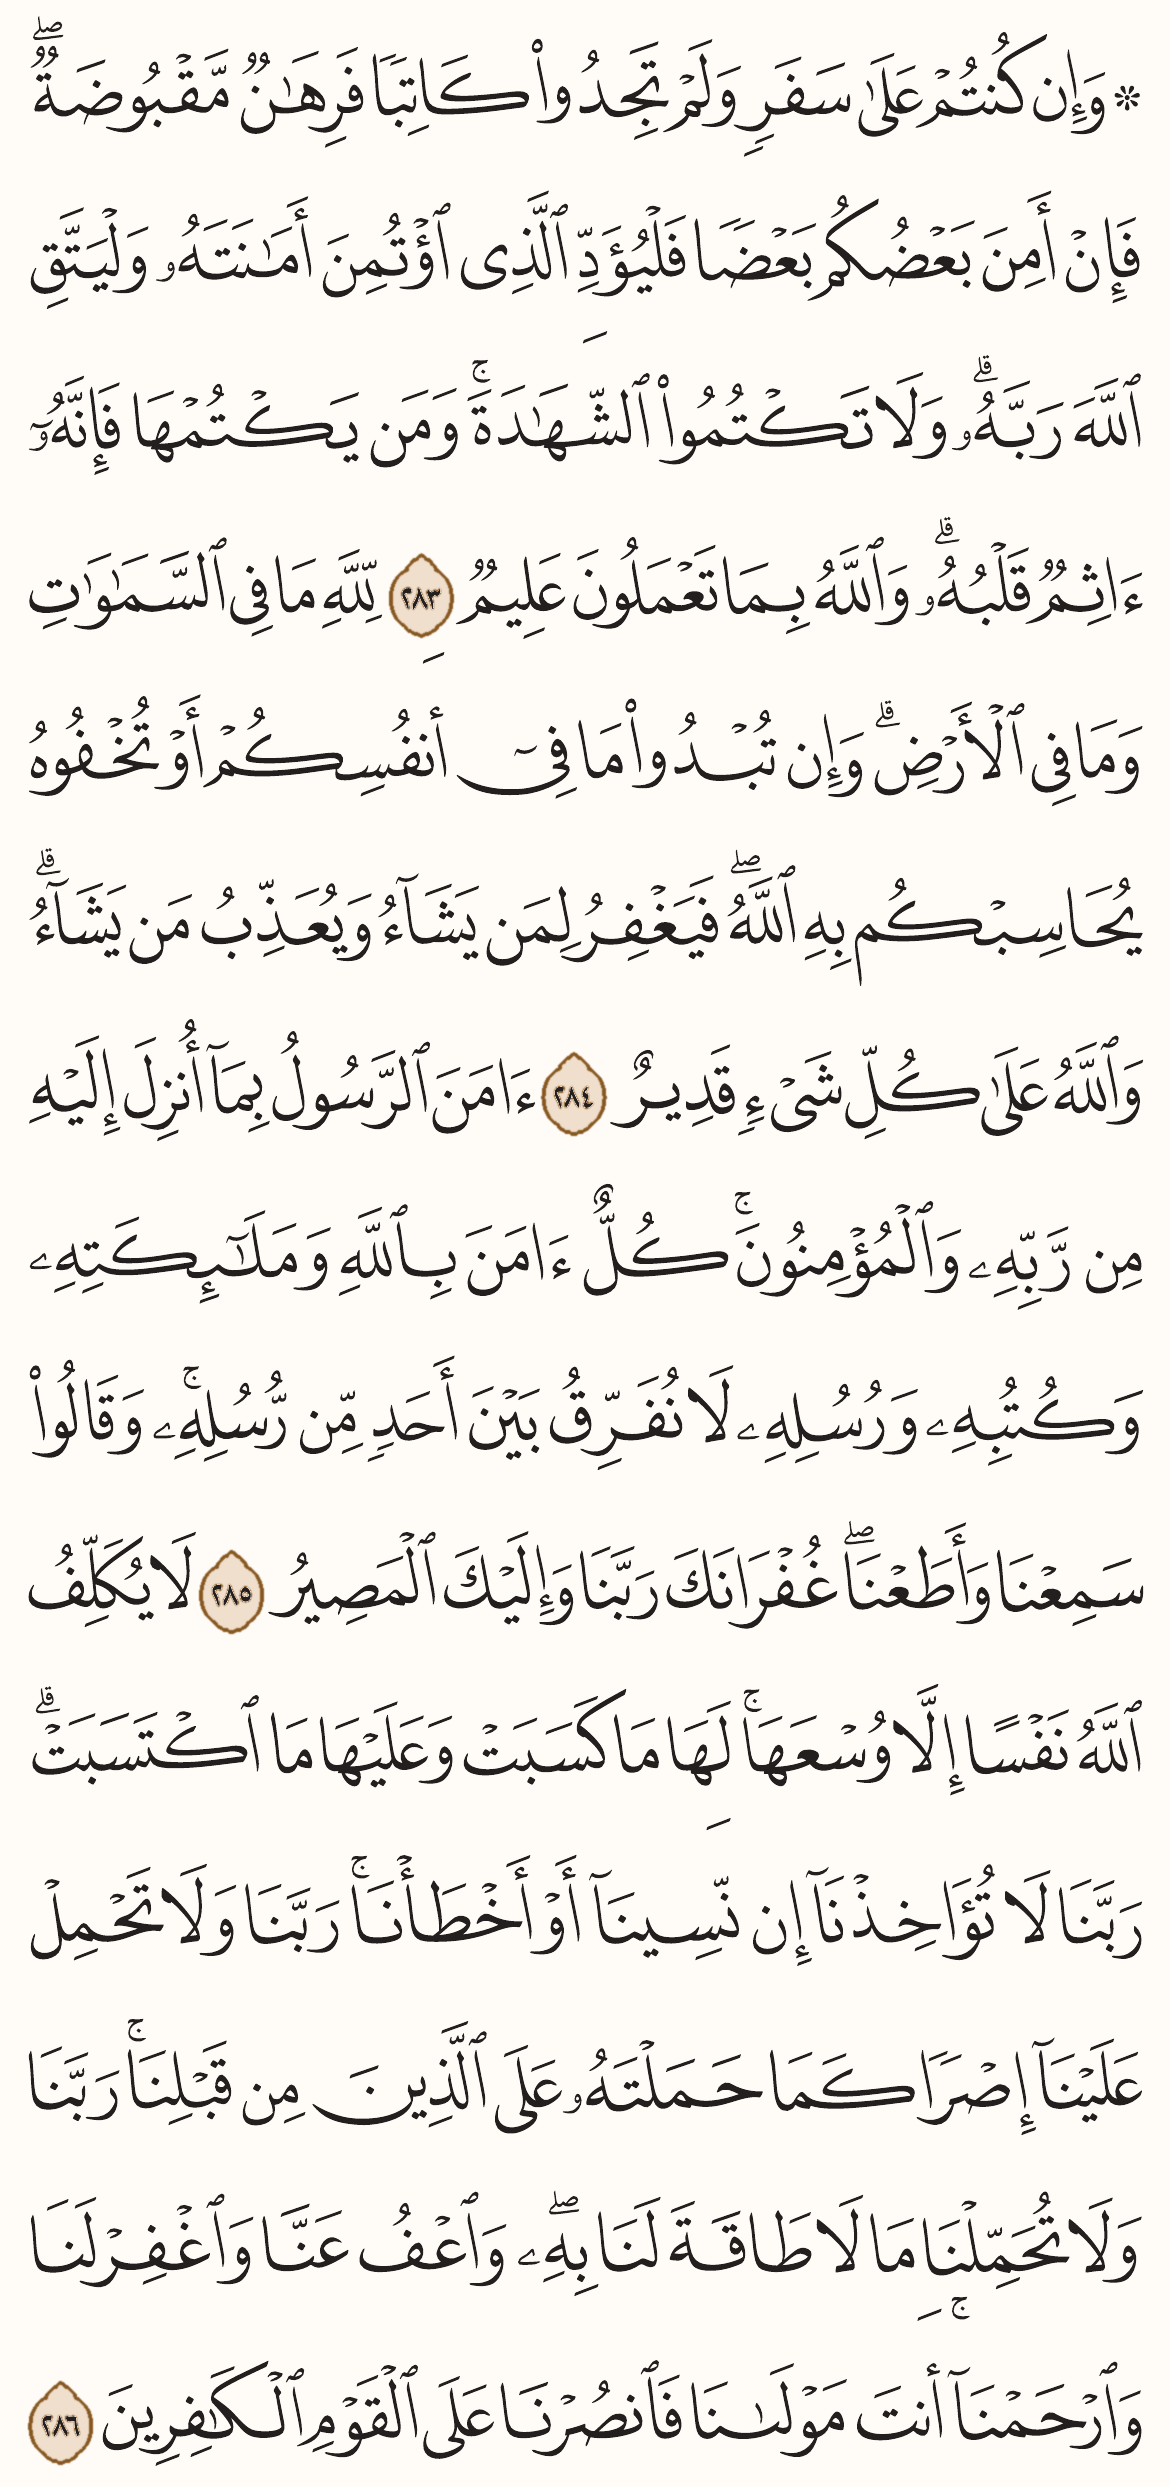 ۞ وَإِن كُنتُمْ عَلَىٰ سَفَرٍ وَلَمْ تَجِدُوا۟ كَاتِبًا فَرِهَـٰنٌ مَّقْبُوضَةٌ ۖ
فَإِنْ أَمِنَ بَعْضُكُم بَعْضًا فَلْيُؤَدِّ ٱلَّذِى ٱؤْتُمِنَ أَمَـٰنَتَهُۥ وَلْيَتَّقِ
ٱللَّهَ رَبَّهُۥ ۗ وَلَا تَكْتُمُوا۟ ٱلشَّهَـٰدَةَ ۚ وَمَن يَكْتُمْهَا فَإِنَّهُۥٓ
ءَاثِمٌ قَلْبُهُۥ ۗ وَٱللَّهُ بِمَا تَعْمَلُونَ عَلِيمٌ ٢٨٣ لِّلَّهِ مَا فِى ٱلسَّمَـٰوَٰتِ
وَمَا فِى ٱلْأَرْضِ ۗ وَإِن تُبْدُوا۟ مَا فِىٓ أَنفُسِكُمْ أَوْ تُخْفُوهُ
يُحَاسِبْكُم بِهِ ٱللَّهُ ۖ فَيَغْفِرُ لِمَن يَشَآءُ وَيُعَذِّبُ مَن يَشَآءُ ۗ
وَٱللَّهُ عَلَىٰ كُلِّ شَىْءٍ قَدِيرٌ ٢٨٤ ءَامَنَ ٱلرَّسُولُ بِمَآ أُنزِلَ إِلَيْهِ
مِن رَّبِّهِۦ وَٱلْمُؤْمِنُونَ ۚ كُلٌّ ءَامَنَ بِٱللَّهِ وَمَلَـٰٓئِكَتِهِۦ
وَكُتُبِهِۦ وَرُسُلِهِۦ لَا نُفَرِّقُ بَيْنَ أَحَدٍ مِّن رُّسُلِهِۦ ۚ وَقَالُوا۟
سَمِعْنَا وَأَطَعْنَا ۖ غُفْرَانَكَ رَبَّنَا وَإِلَيْكَ ٱلْمَصِيرُ ٢٨٥ لَا يُكَلِّفُ
ٱللَّهُ نَفْسًا إِلَّا وُسْعَهَا ۚ لَهَا مَا كَسَبَتْ وَعَلَيْهَا مَا ٱكْتَسَبَتْ ۗ
رَبَّنَا لَا تُؤَاخِذْنَآ إِن نَّسِينَآ أَوْ أَخْطَأْنَا ۚ رَبَّنَا وَلَا تَحْمِلْ
عَلَيْنَآ إِصْرًا كَمَا حَمَلْتَهُۥ عَلَى ٱلَّذِينَ مِن قَبْلِنَا ۚ رَبَّنَا
وَلَا تُحَمِّلْنَا مَا لَا طَاقَةَ لَنَا بِهِۦ ۖ وَٱعْفُ عَنَّا وَٱغْفِرْ لَنَا
وَٱرْحَمْنَآ ۚ أَنتَ مَوْلَىٰنَا فَٱنصُرْنَا عَلَى ٱلْقَوْمِ ٱلْكَـٰفِرِينَ ٢٨٦